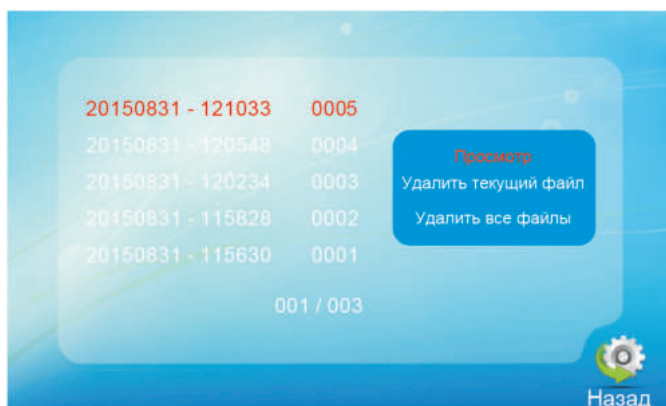 20150831 - 121033 0005
20150831 - 120548 0004
20150831 - 120234 0003
20150831 - 115828 0002
20150831 - 115630 0001
001 / 003
Просмотр
Удалить текущий файл
Удалить все файлы
Назад